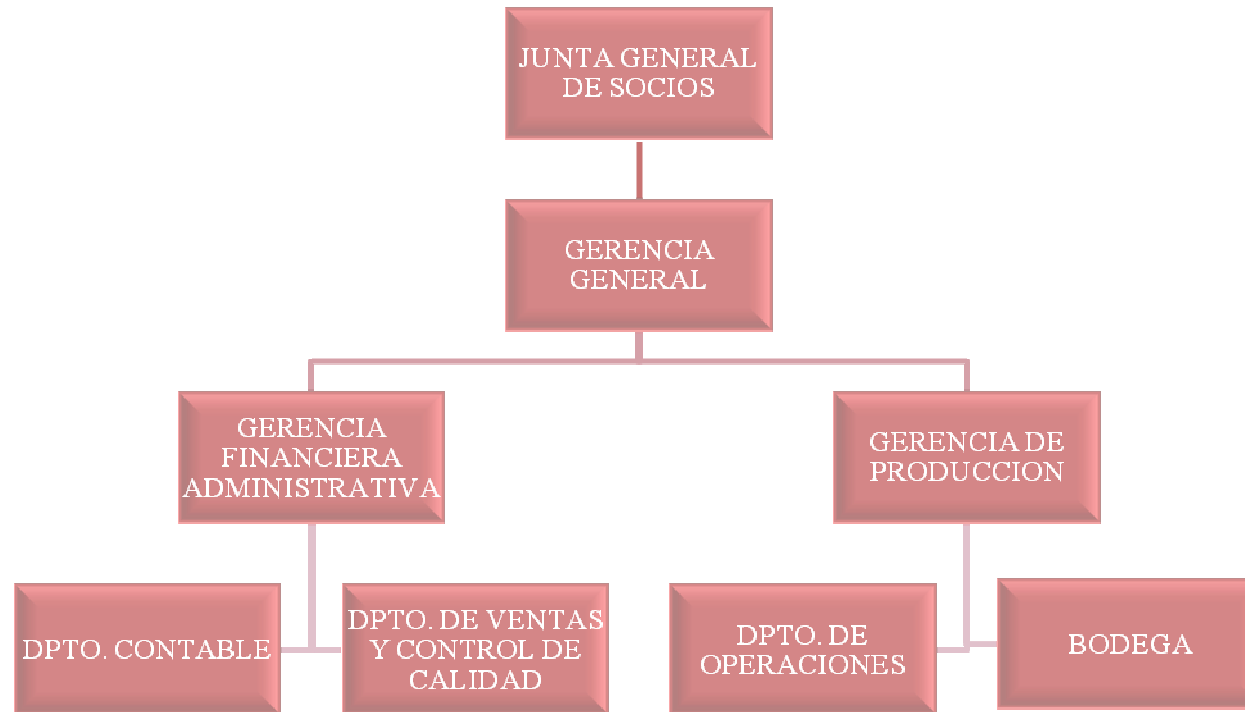 JUNTA GENERAL
DE SOCIOS
GERENCIA
GENERAL
GERENCIA
FINANCIERA
ADMINISTRATIVA
GERENCIA DE
PRODUCCION
DPTO. CONTABLE
DPTO. DE VENTAS
Y CONTROL DE
CALIDAD
DPTO. DE
OPERACIONES
BODEGA